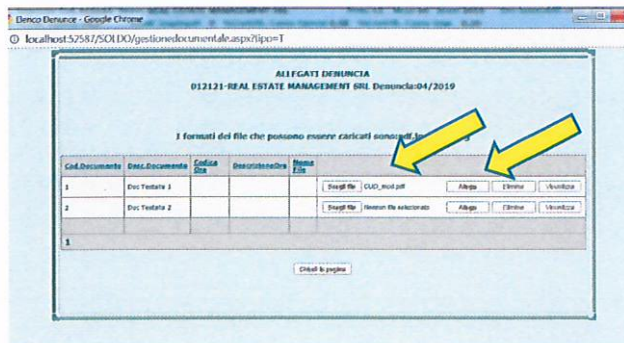 Elenco Denunce - Google Chrome
localhost:52587/SOLDO/gestionedocumentale.aspx?tipo=T
ALLEGATI DENUNCIA
012121-REAL ESTATE MANAGEMENT SRL Denuncia:04/2019
I formati dei file che possono essere caricati sono:pdf,
Cod.Documento Desc.Documento Codice Ora DescrizioneOra Nome File
1 Doc Testata 1 Scegli file CUD_mod.pdf Allega Elimina Visualizza
2 Doc Testata 2 Scegli file Nessun file selezionato Allega Elimina Visualizza
1
Chiudi la pagina